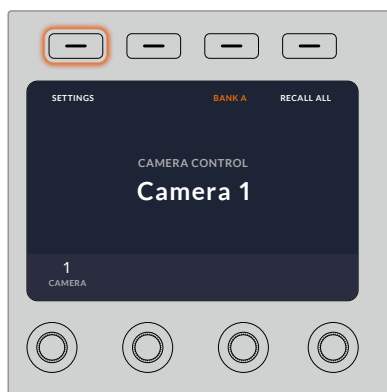 SETTINGS BANK A RECALL ALL
CAMERA CONTROL
Camera 1
1
CAMERA